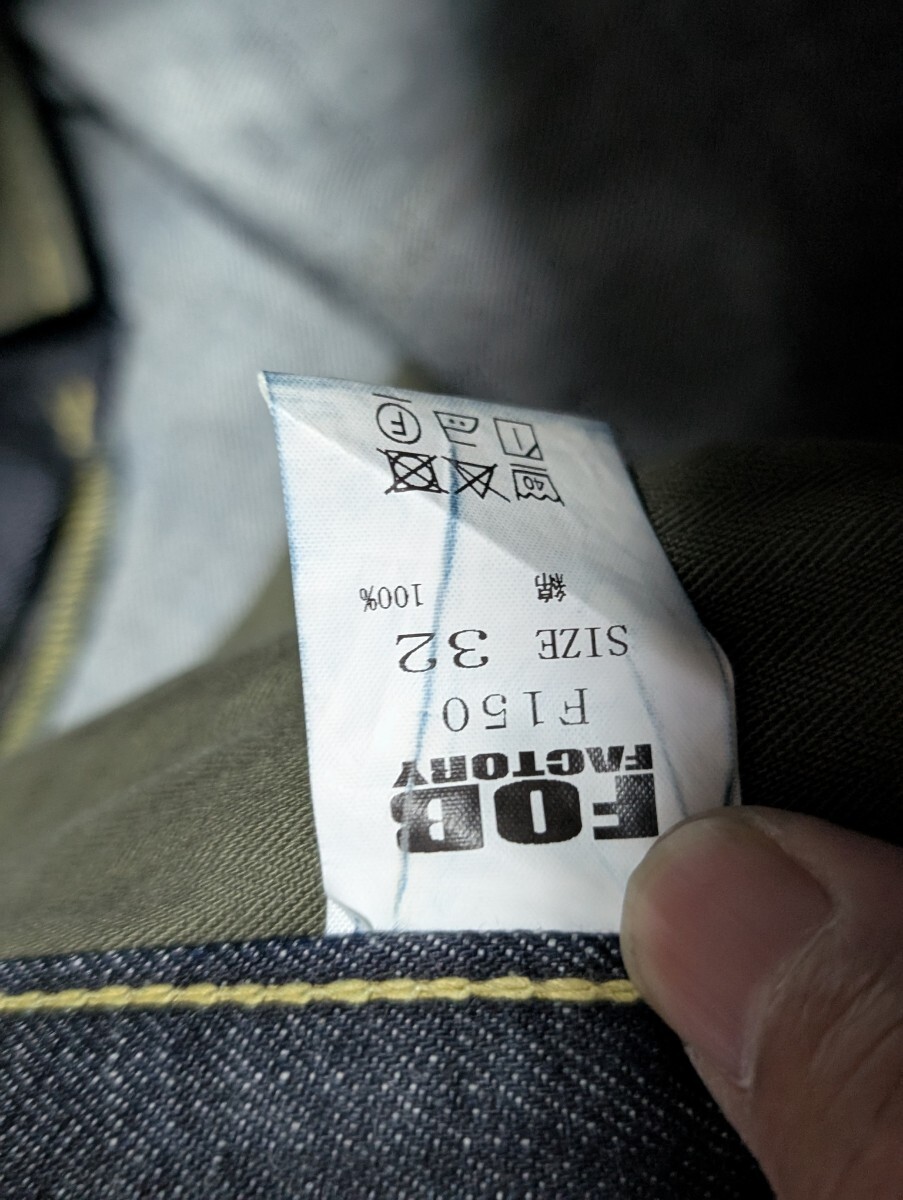 FOB
FACTORY
F150
SIZE 32
綿 100%
40
F